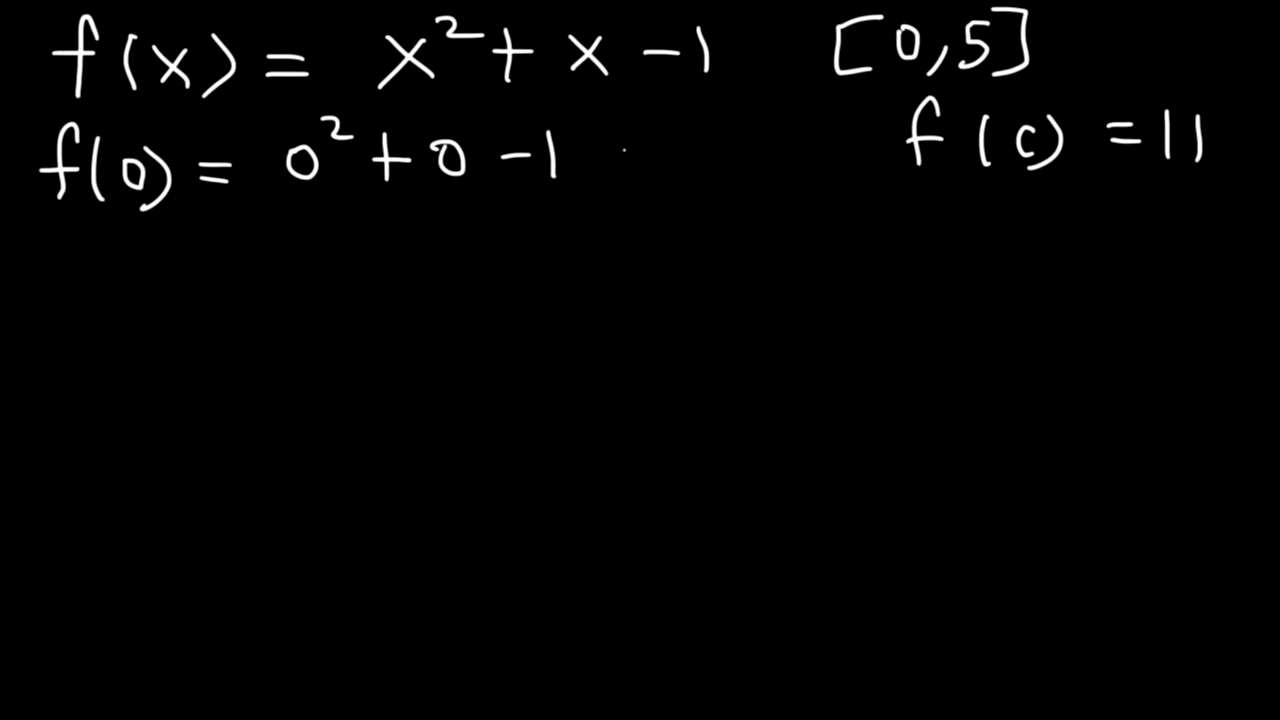 f(x) = x² + x - 1 [0,5]
f(0) = 0² + 0 - 1 f(c) = 11